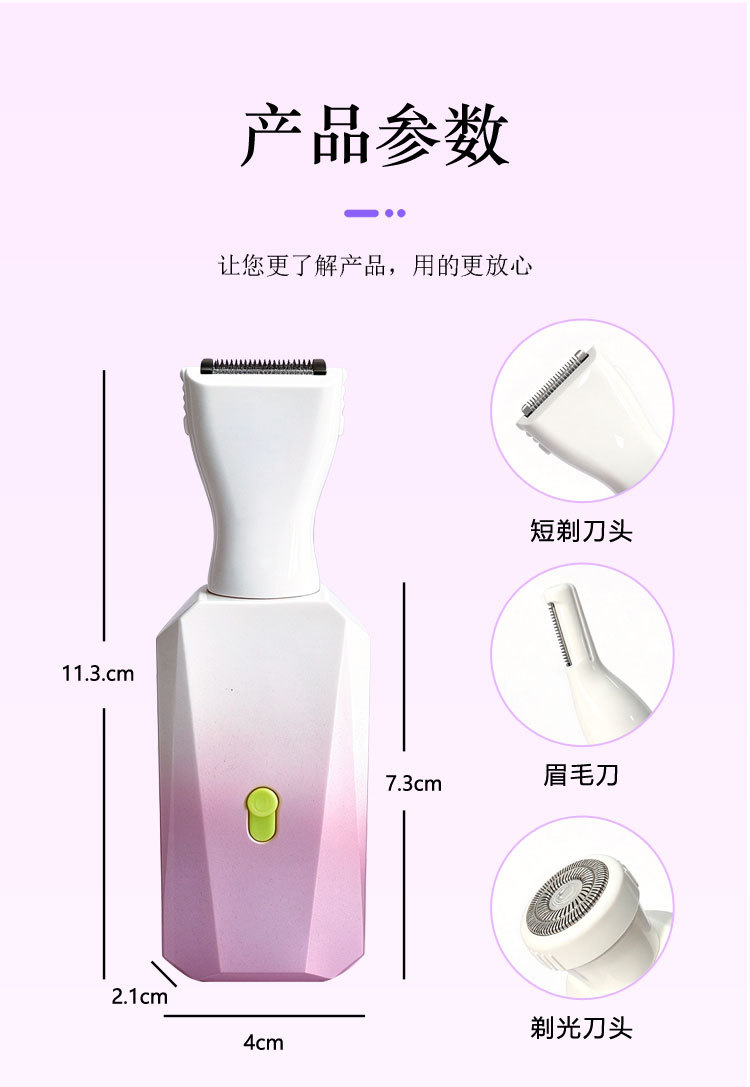 产品参数
让您更了解产品，用的更放心
短剃刀头
11.3.cm
眉毛刀
7.3cm
2.1cm
4cm
剃光刀头